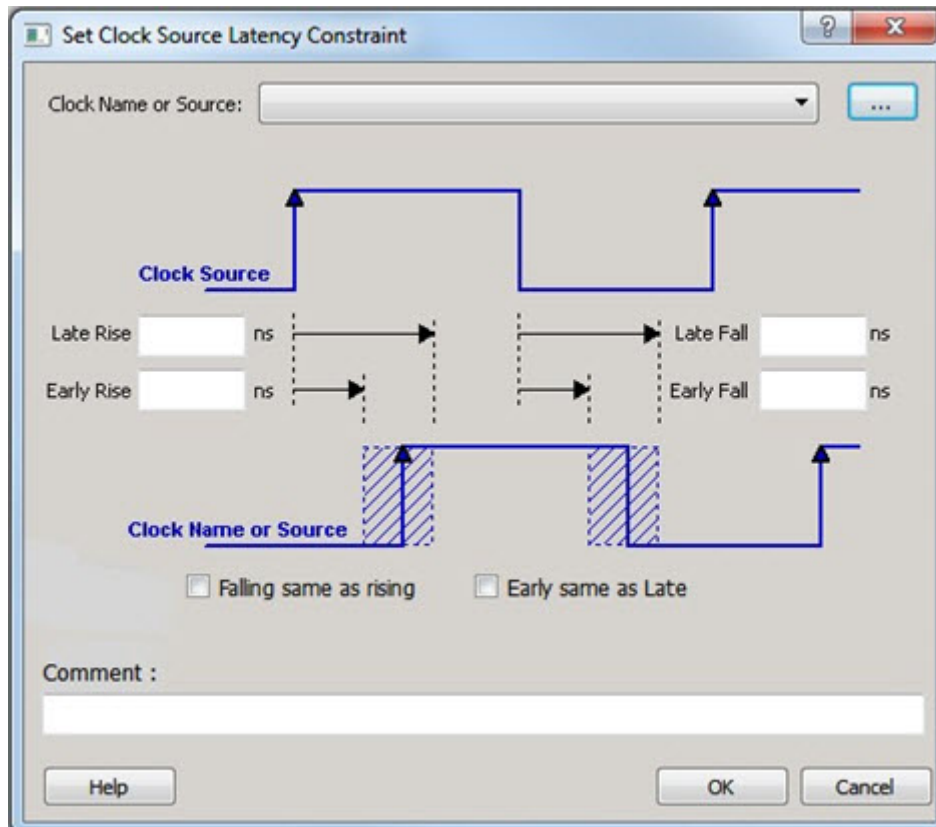 Set Clock Source Latency Constraint
?
Clock Name or Source:
...
Clock Source
Late Rise ns Late Fall ns
Early Rise ns Early Fall ns
Clock Name or Source
Falling same as rising Early same as Late
Comment :
Help OK Cancel